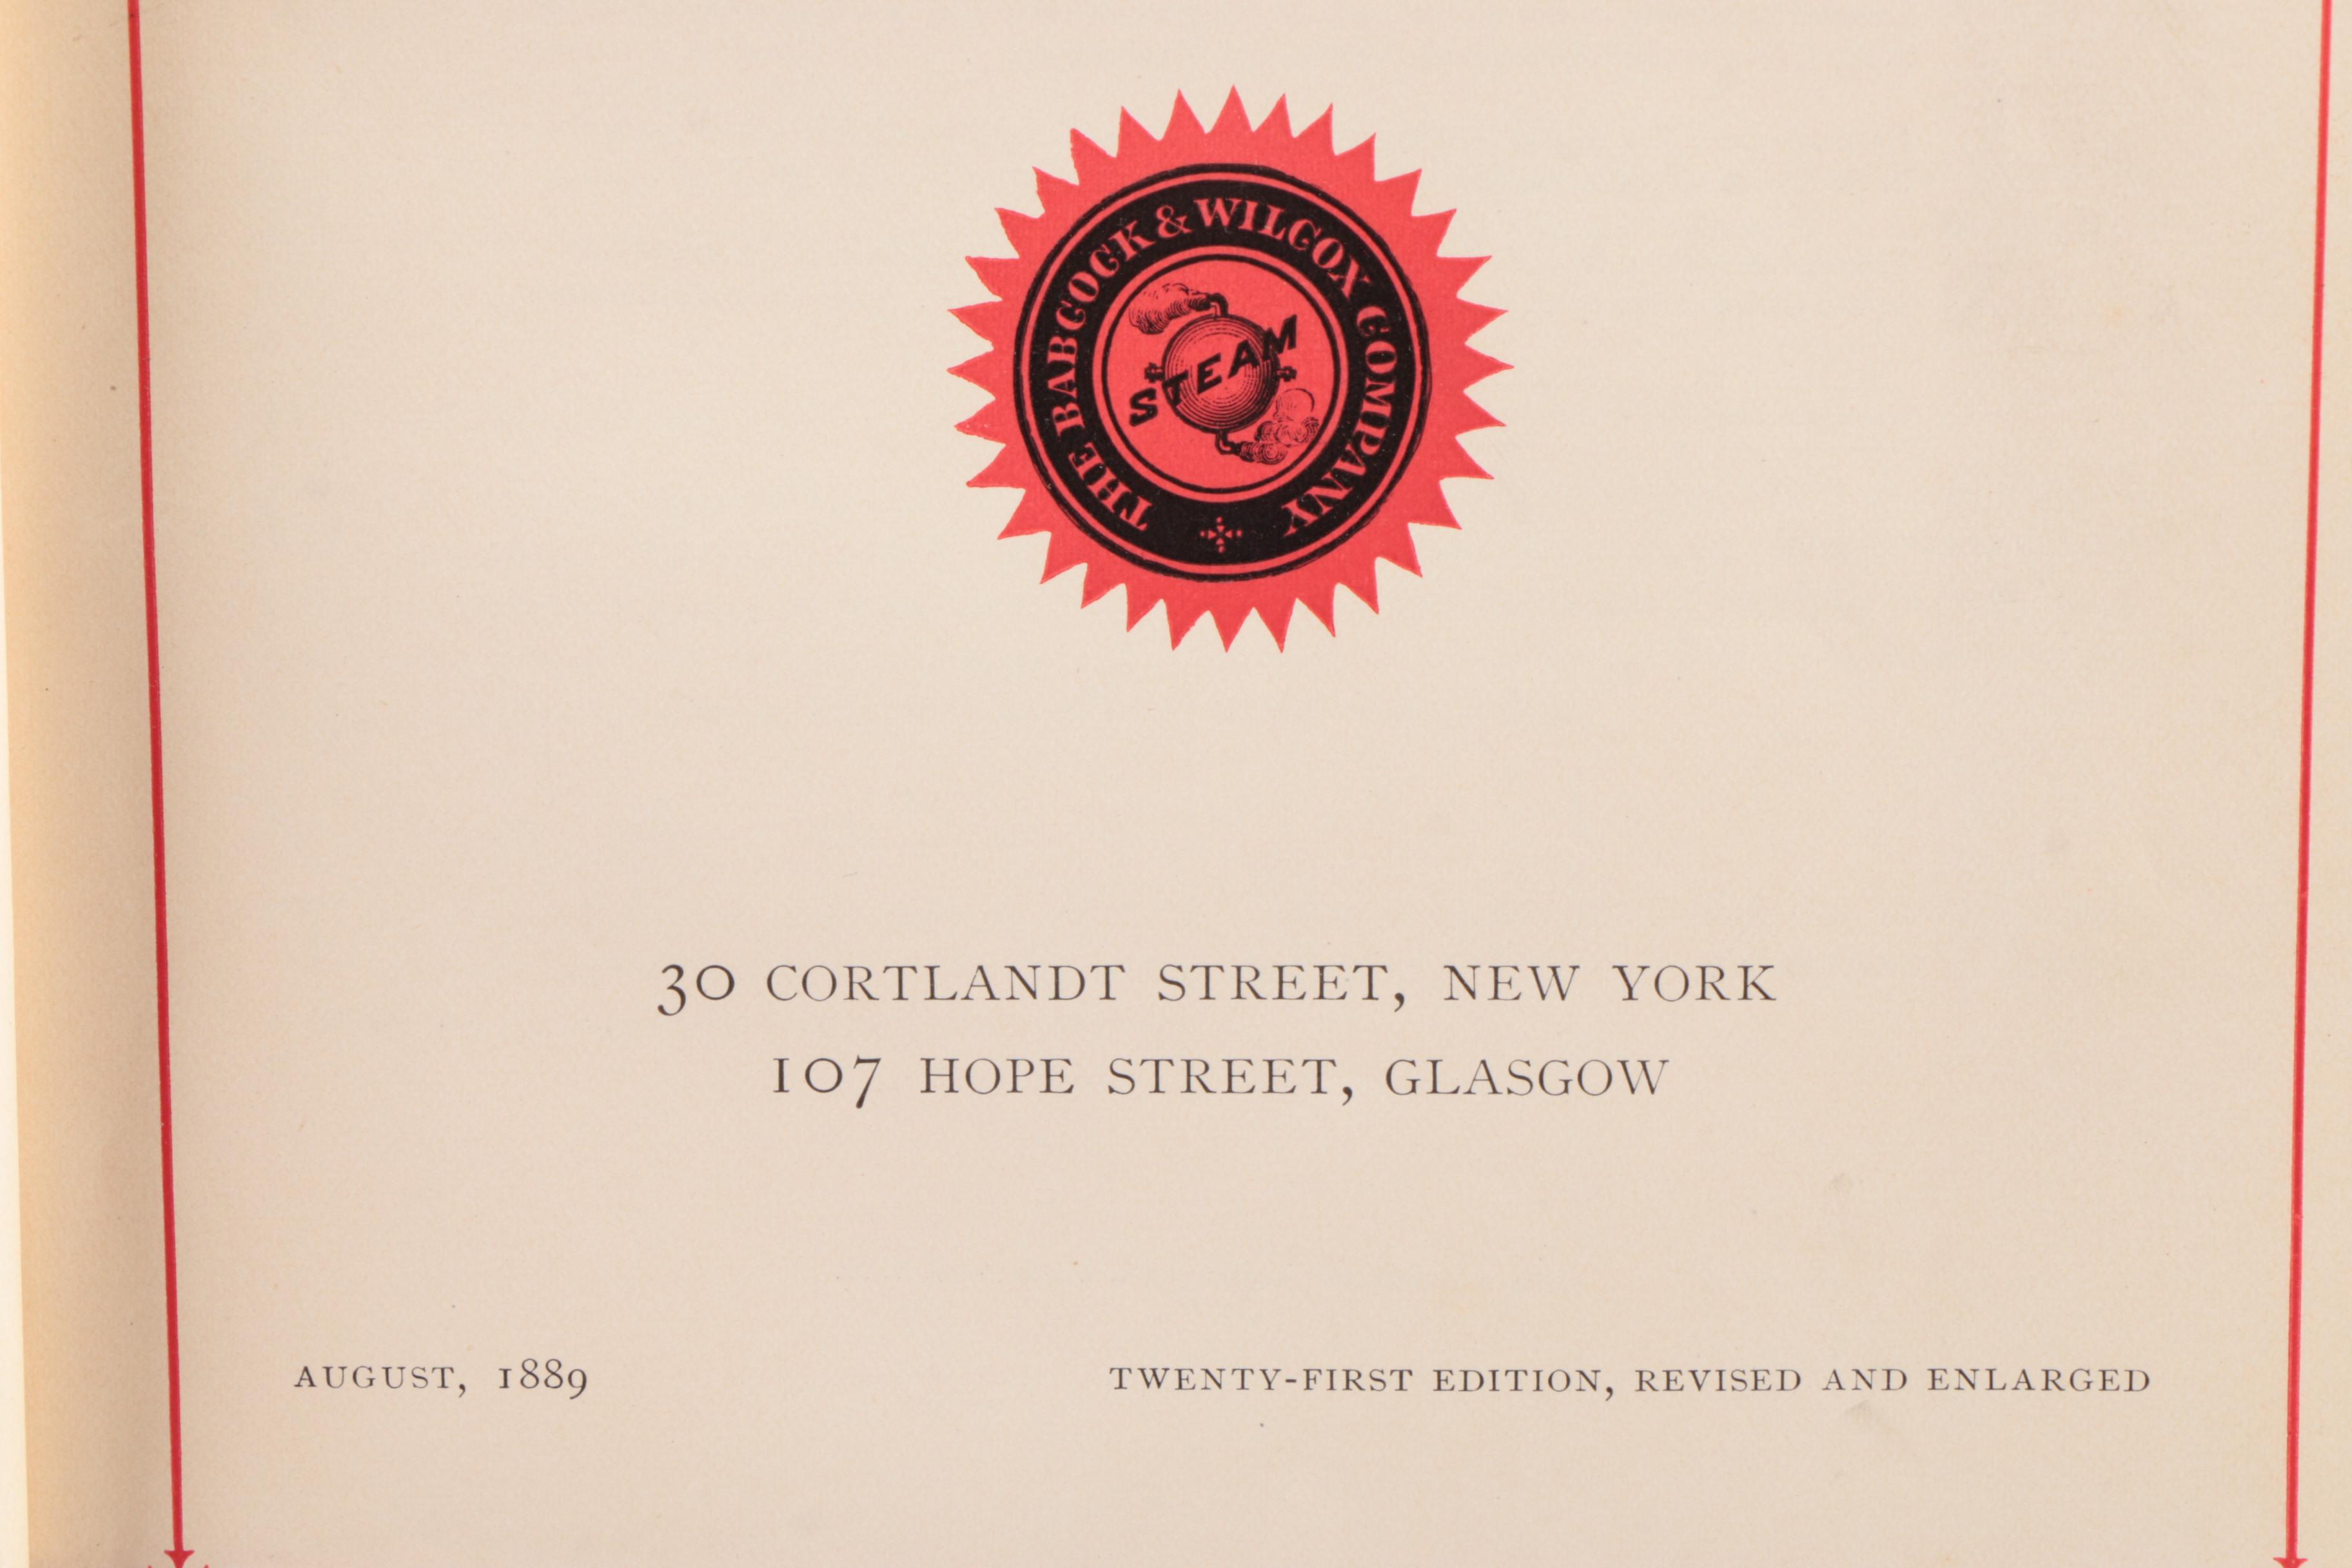 THE BABCOCK & WILCOX COMPANY
STEAM
30 CORTLANDT STREET, NEW YORK
107 HOPE STREET, GLASGOW
AUGUST, 1889
TWENTY-FIRST EDITION, REVISED AND ENLARGED